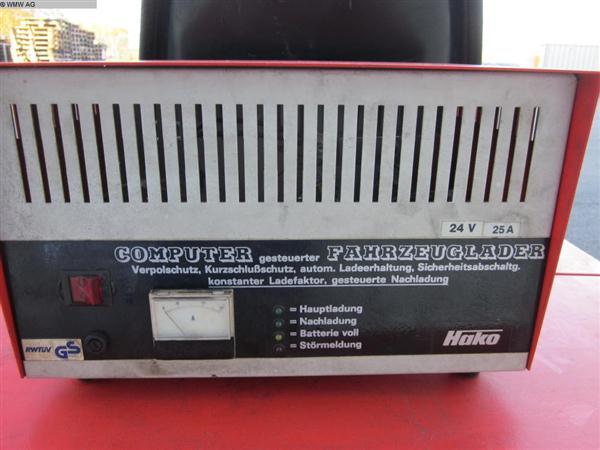 © WMW AG
24 V 25 A
COMPUTER gesteuerter FAHRZEUGLADER
Verpolschutz, Kurzschlußschutz, autom. Ladeerhaltung, Sicherheitsabschaltg.
konstanter Ladefaktor, gesteuerte Nachladung
= Hauptladung
= Nachladung
= Batterie voll
= Störmeldung
A
Hako
RWTÜV GS